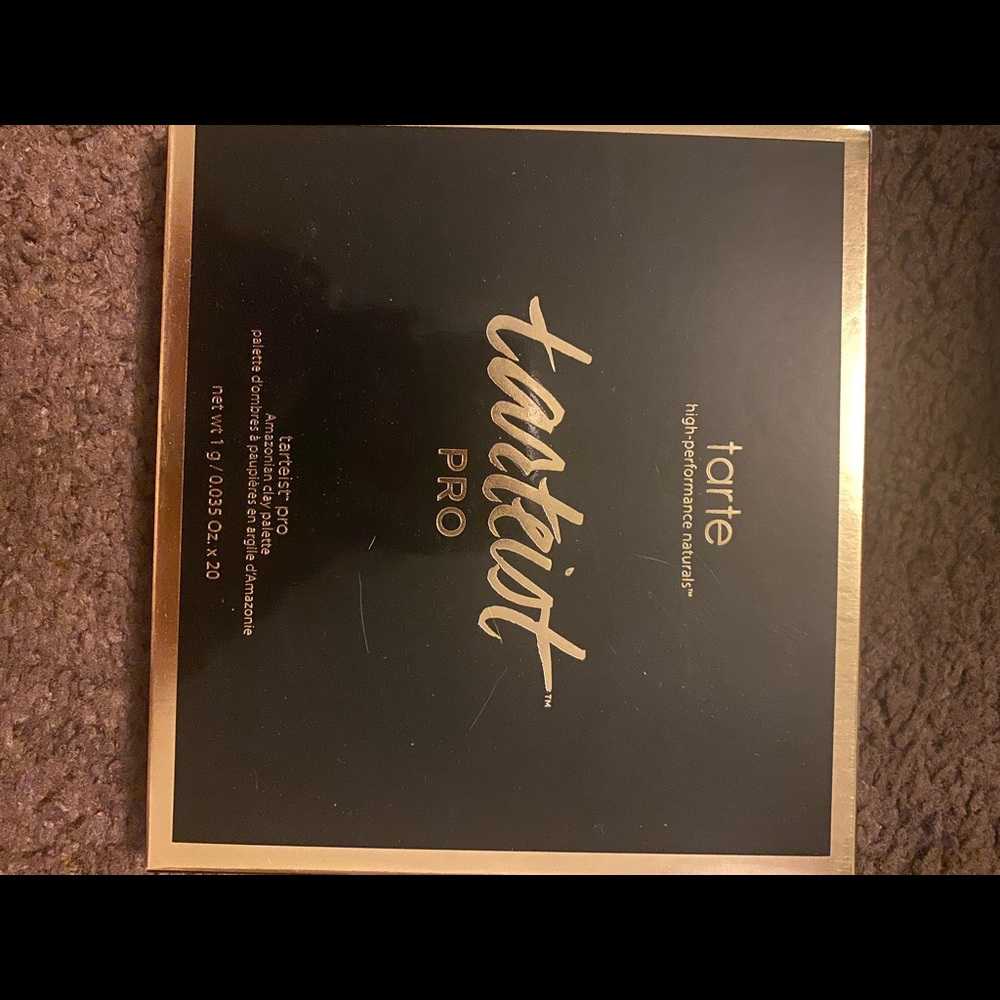 tarte
high-performance naturals™
tarteist™
PRO
tarteist™ pro
Amazonian clay palette
palette d'ombres à paupières en argile d'Amazonie
net wt 1 g / 0.035 Oz. x 20